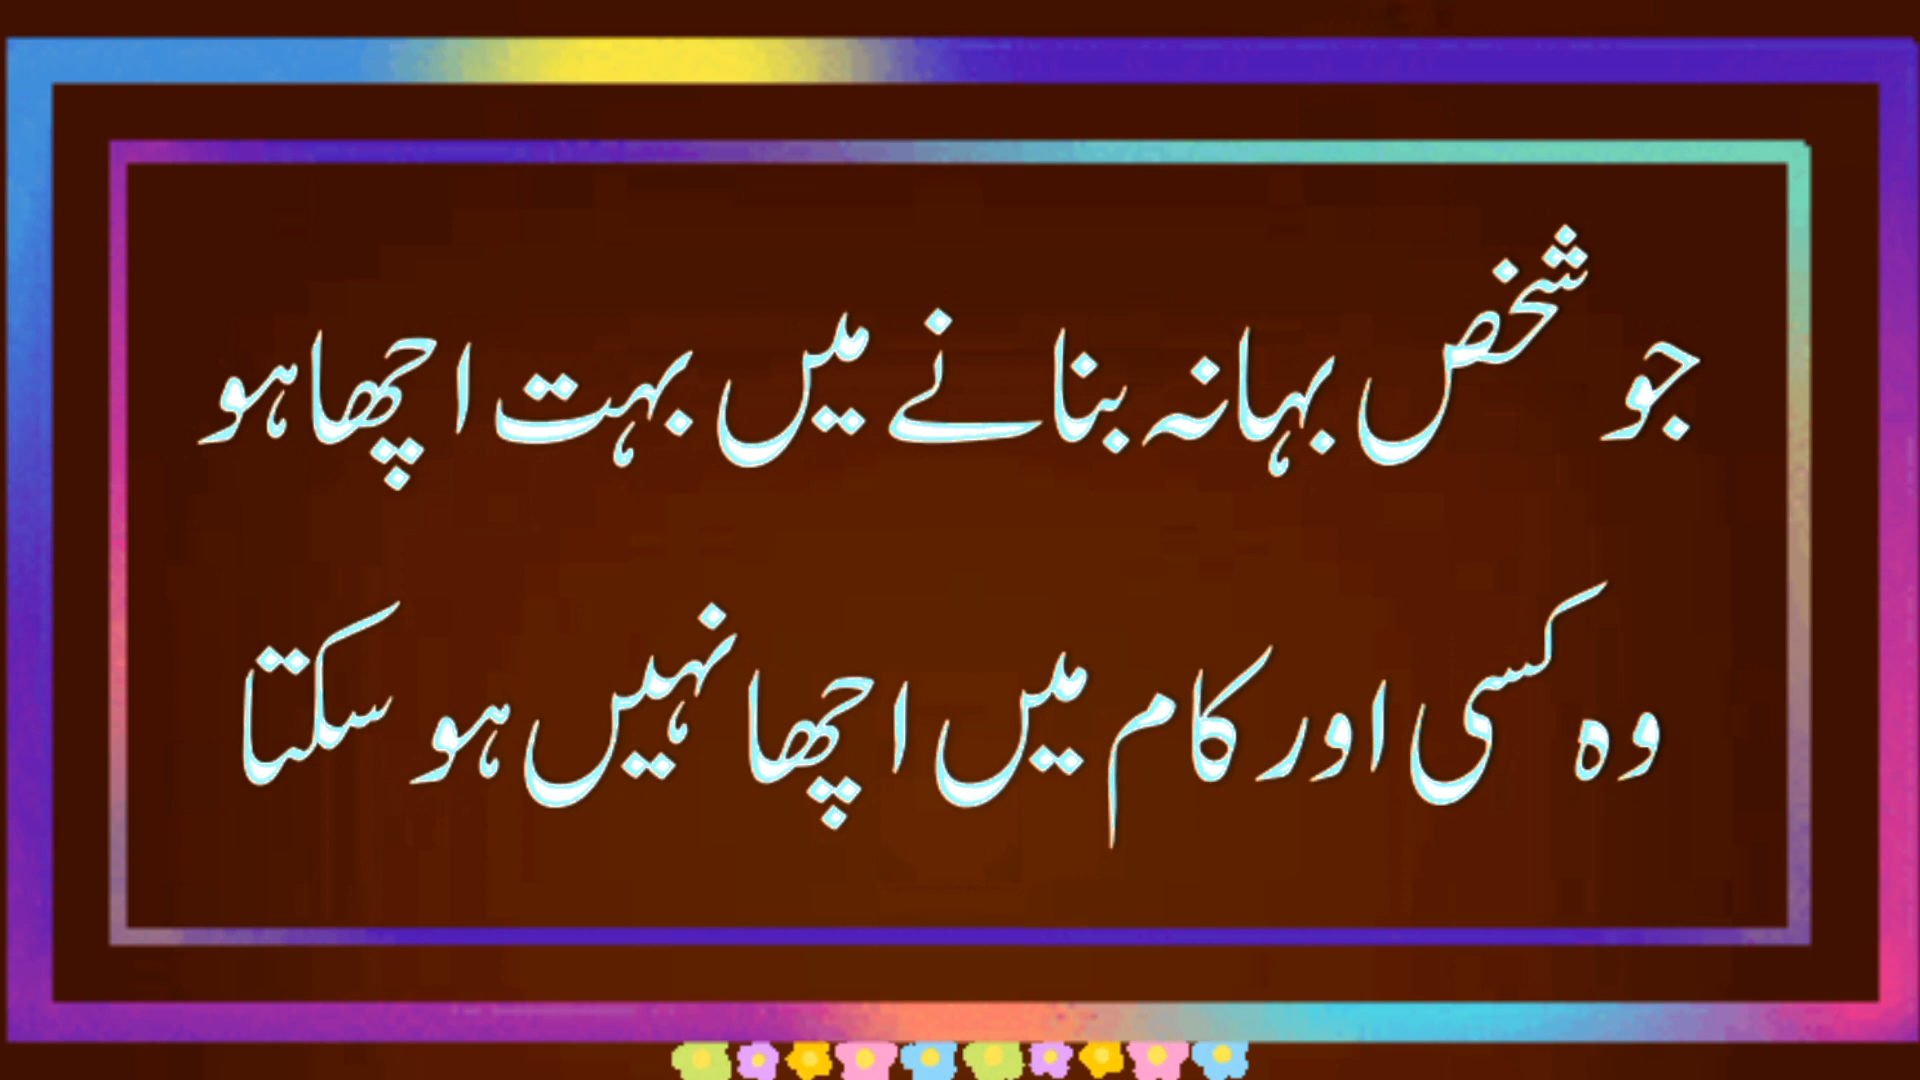 جو شخص بہانہ بنانے میں بہت اچھا ہو
وہ کسی اور کام میں اچھا نہیں ہو سکتا